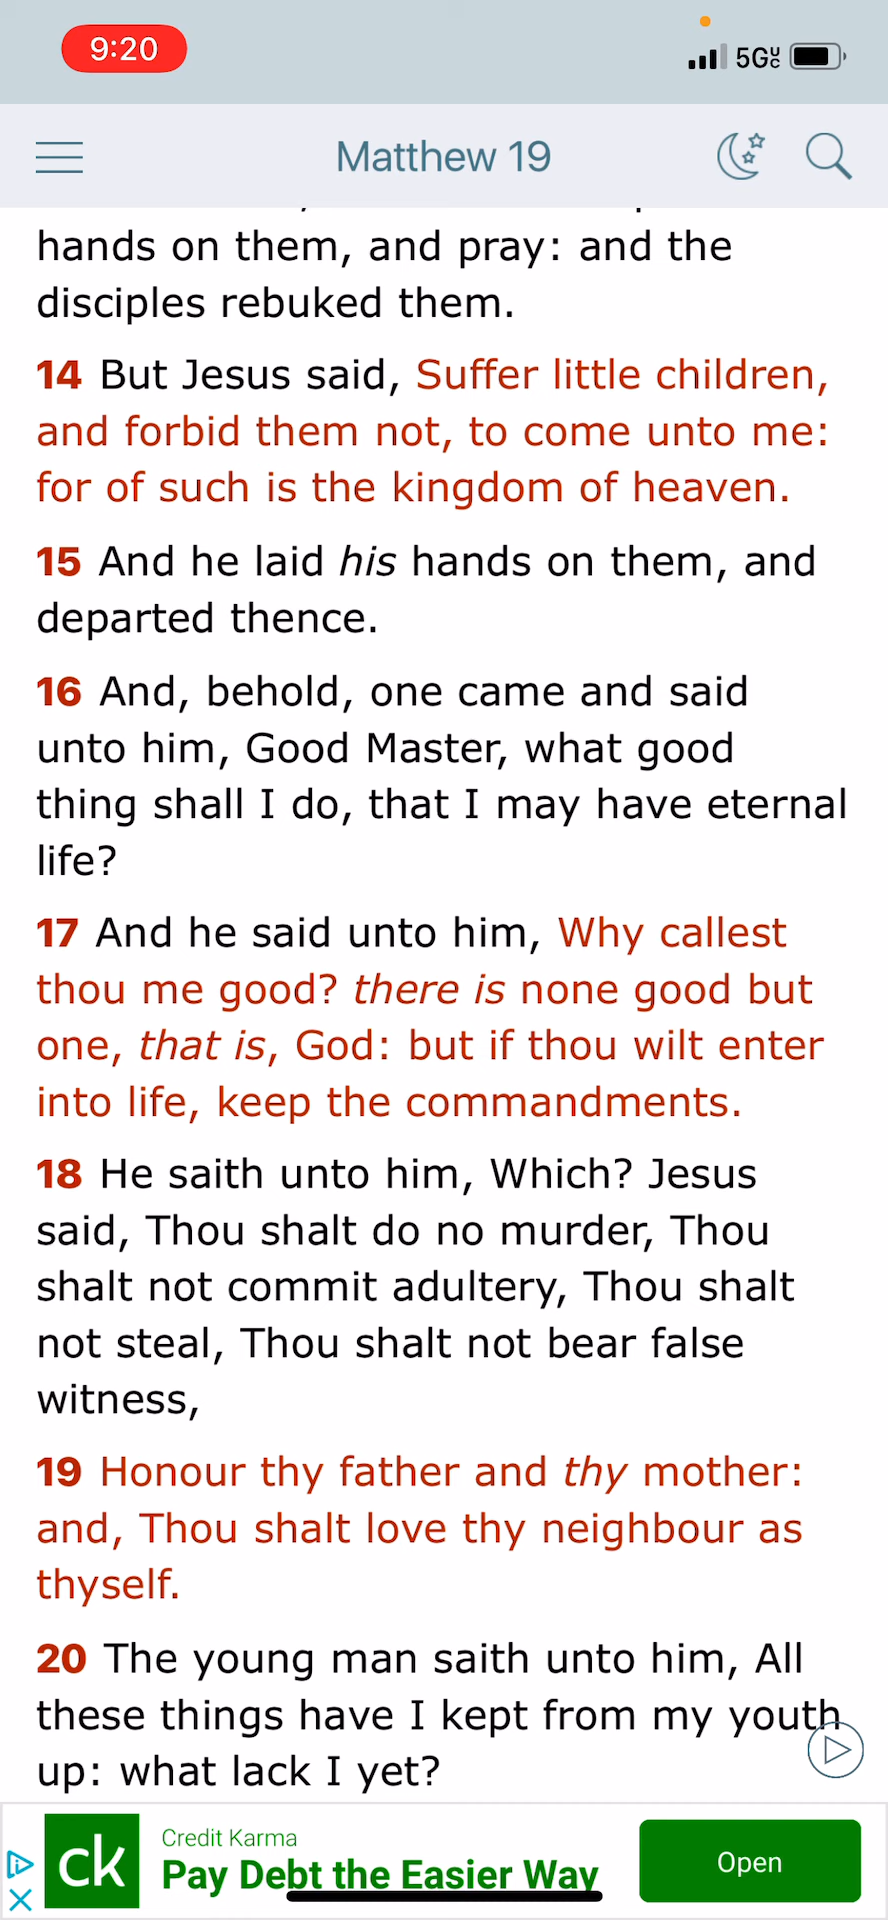 9:20
5GUC
Matthew 19
hands on them, and pray: and the
disciples rebuked them.
14 But Jesus said, Suffer little children,
and forbid them not, to come unto me:
for of such is the kingdom of heaven.
15 And he laid his hands on them, and
departed thence.
16 And, behold, one came and said
unto him, Good Master, what good
thing shall I do, that I may have eternal
life?
17 And he said unto him, Why callest
thou me good? there is none good but
one, that is, God: but if thou wilt enter
into life, keep the commandments.
18 He saith unto him, Which? Jesus
said, Thou shalt do no murder, Thou
shalt not commit adultery, Thou shalt
not steal, Thou shalt not bear false
witness,
19 Honour thy father and thy mother:
and, Thou shalt love thy neighbour as
thyself.
20 The young man saith unto him, All
these things have I kept from my youth
up: what lack I yet?
ck
Credit Karma
Pay Debt the Easier Way
Open